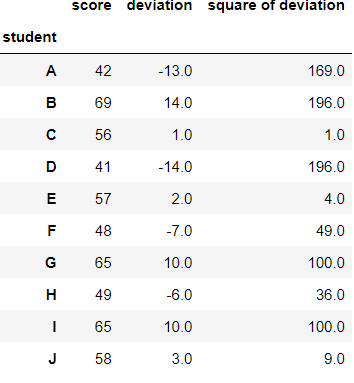 score deviation square of deviation
student
A 42 -13.0 169.0
B 69 14.0 196.0
C 56 1.0 1.0
D 41 -14.0 196.0
E 57 2.0 4.0
F 48 -7.0 49.0
G 65 10.0 100.0
H 49 -6.0 36.0
I 65 10.0 100.0
J 58 3.0 9.0